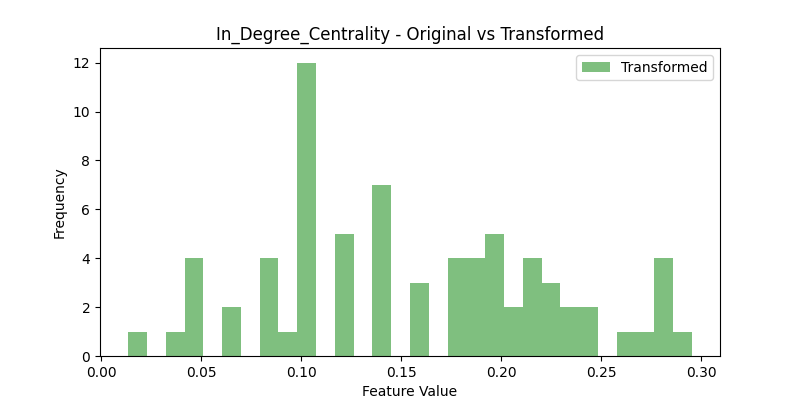 In_Degree_Centrality - Original vs Transformed
Transformed
Frequency
12
10
8
6
4
2
0
0.00 0.05 0.10 0.15 0.20 0.25 0.30
Feature Value